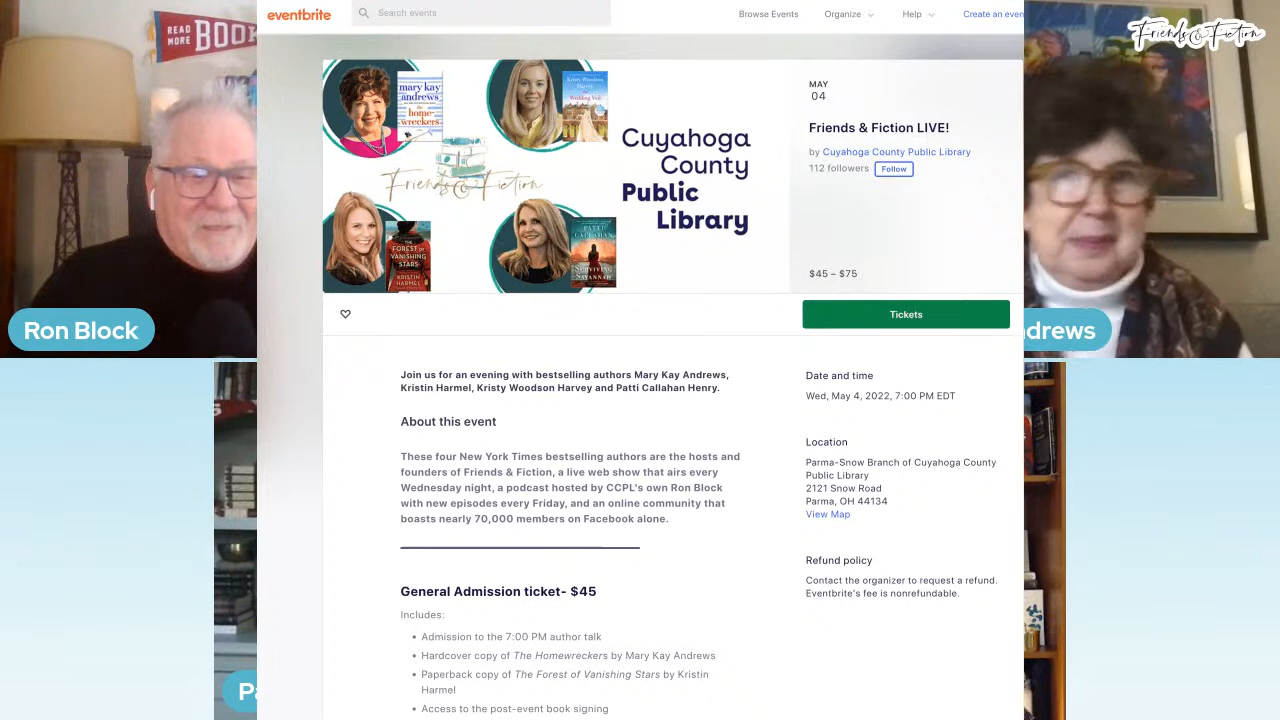 READ
MORE
BOOK
Friends & Fiction
eventbrite
Search events
Browse Events
Organize
Help
Create an even
mary kay
andrews
the
home-
wreckers
Kristy Woodson
Harvey
The
Wedding Veil
Friends & Fiction
THE
FOREST OF
VANISHING
STARS
KRISTIN
HARMEL
PATTI
CALLAHAN
SURVIVING
SAVANNAH
Cuyahoga
County
Public
Library
MAY
04
Friends & Fiction LIVE!
by Cuyahoga County Public Library
112 followers
Follow
$45 – $75
Tickets
Ron Block
drews
Join us for an evening with bestselling authors Mary Kay Andrews,
Kristin Harmel, Kristy Woodson Harvey and Patti Callahan Henry.
About this event
These four New York Times bestselling authors are the hosts and
founders of Friends & Fiction, a live web show that airs every
Wednesday night, a podcast hosted by CCPL's own Ron Block
with new episodes every Friday, and an online community that
boasts nearly 70,000 members on Facebook alone.
General Admission ticket- $45
Includes:
• Admission to the 7:00 PM author talk
• Hardcover copy of The Homewreckers by Mary Kay Andrews
• Paperback copy of The Forest of Vanishing Stars by Kristin
Harmel
• Access to the post-event book signing
Date and time
Wed, May 4, 2022, 7:00 PM EDT
Location
Parma-Snow Branch of Cuyahoga County
Public Library
2121 Snow Road
Parma, OH 44134
View Map
Refund policy
Contact the organizer to request a refund.
Eventbrite's fee is nonrefundable.
Pa